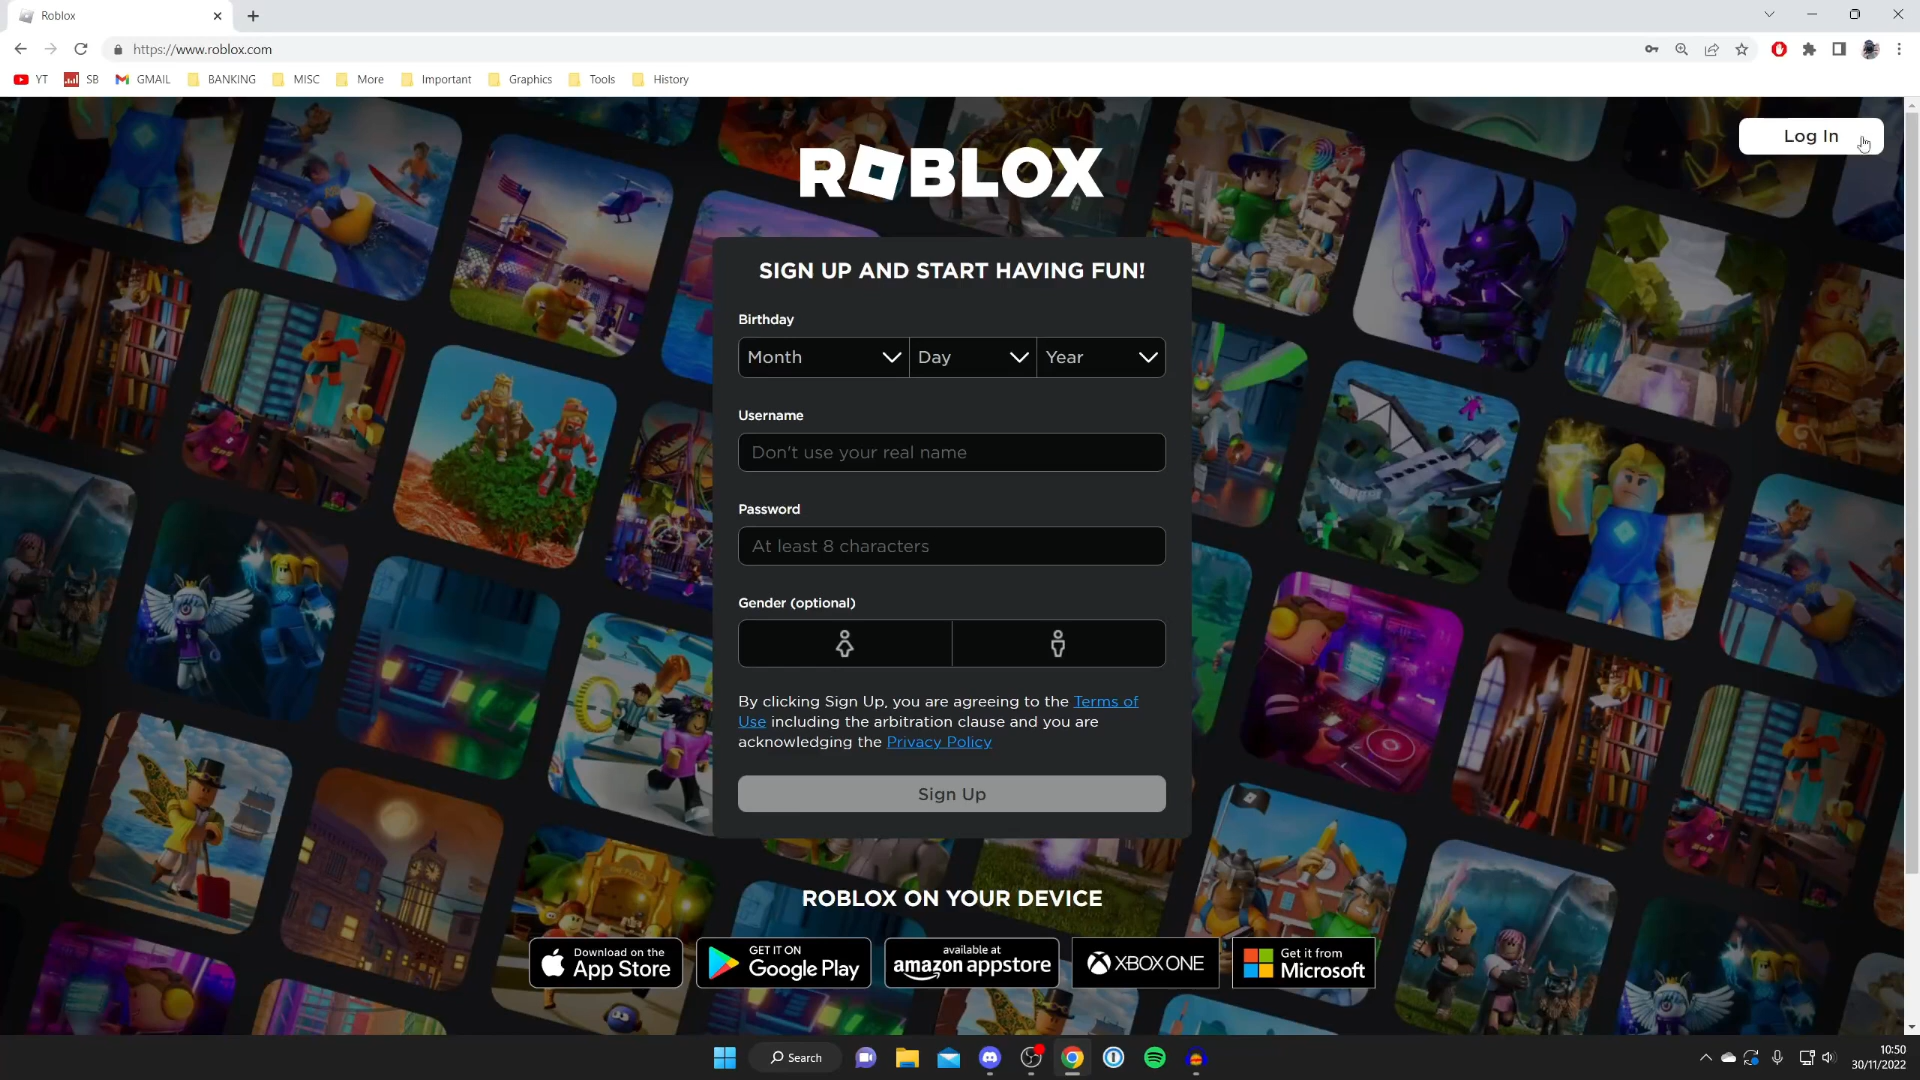 Roblox
https://www.roblox.com
YT SB GMAIL BANKING MISC More Important Graphics Tools History
Log In
ROBLOX
SIGN UP AND START HAVING FUN!
Birthday
Month Day Year
Username
Don't use your real name
Password
At least 8 characters
Gender (optional)
By clicking Sign Up, you are agreeing to the Terms of
Use including the arbitration clause and you are
acknowledging the Privacy Policy
Sign Up
ROBLOX ON YOUR DEVICE
Download on the
App Store
GET IT ON
Google Play
available at
amazon appstore
XBOX ONE
Get it from
Microsoft
Search
10:50
30/11/2022